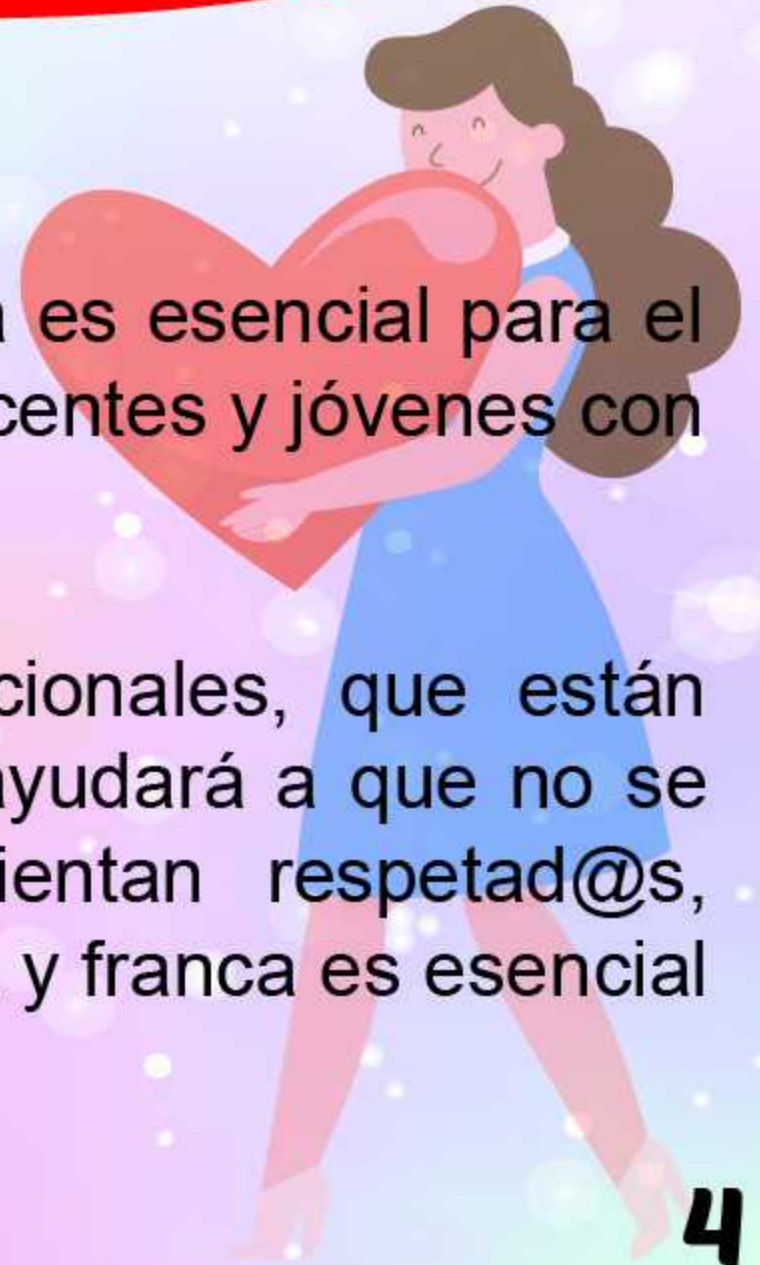 es esencial para el
centes y jóvenes con
cionales, que están
ayudará a que no se
ientan respetad@s,
y franca es esencial
4